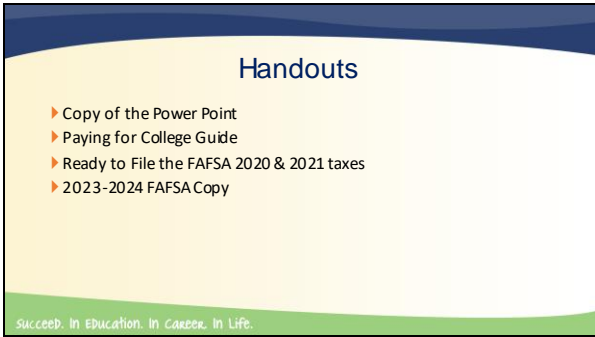 Handouts
Copy of the Power Point
Paying for College Guide
Ready to File the FAFSA 2020 & 2021 taxes
2023-2024 FAFSA Copy
Succeed. In Education. In Career. In Life.